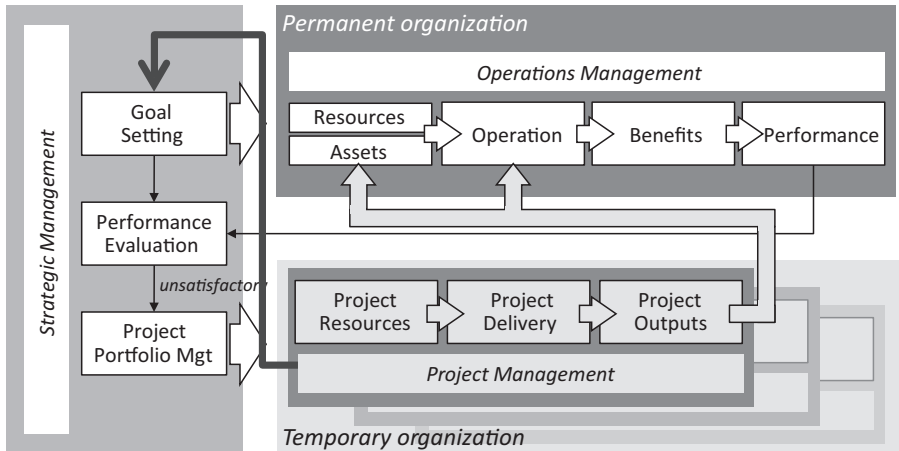 Strategic Management
Goal
Setting
Performance
Evaluation
unsatisfactory
Project
Portfolio Mgt
Permanent organization
Operations Management
Resources
Assets
Operation
Benefits
Performance
Project
Resources
Project
Delivery
Project
Outputs
Project Management
Temporary organization